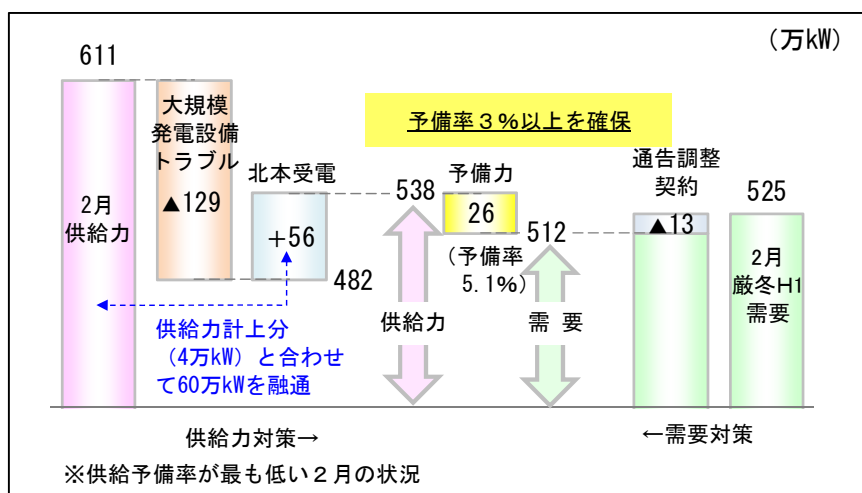 (万kW)
611
大規模
発電設備
トラブル
▲129
2月
供給力
北本受電
+56
482
予備率3%以上を確保
538
予備力
26
(予備率
5.1%)
512
通告調整
契約
▲13
525
2月
厳冬H1
需要
供給力
需 要
供給力計上分
(4万kW)と合わせ
て60万kWを融通
供給力対策→
←需要対策
※供給予備率が最も低い2月の状況